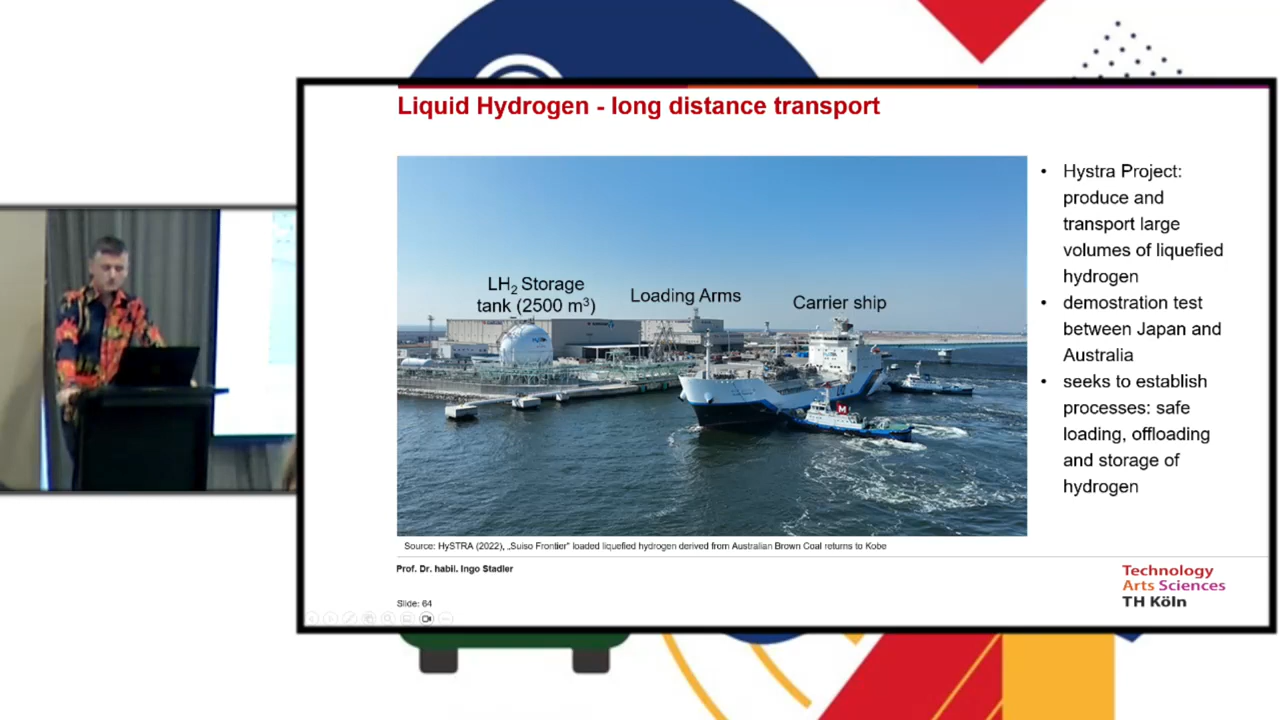 Liquid Hydrogen - long distance transport
LH2 Storage
tank (2500 m³)
Loading Arms
Carrier ship
• Hystra Project:
produce and
transport large
volumes of liquefied
hydrogen
• demostration test
between Japan and
Australia
• seeks to establish
processes: safe
loading, offloading
and storage of
hydrogen
Source: HySTRA (2022), „Suiso Frontier" loaded liquefied hydrogen derived from Australian Brown Coal returns to Kobe
Prof. Dr. habil. Ingo Stadler
Slide: 64
Technology
Arts Sciences
TH Köln